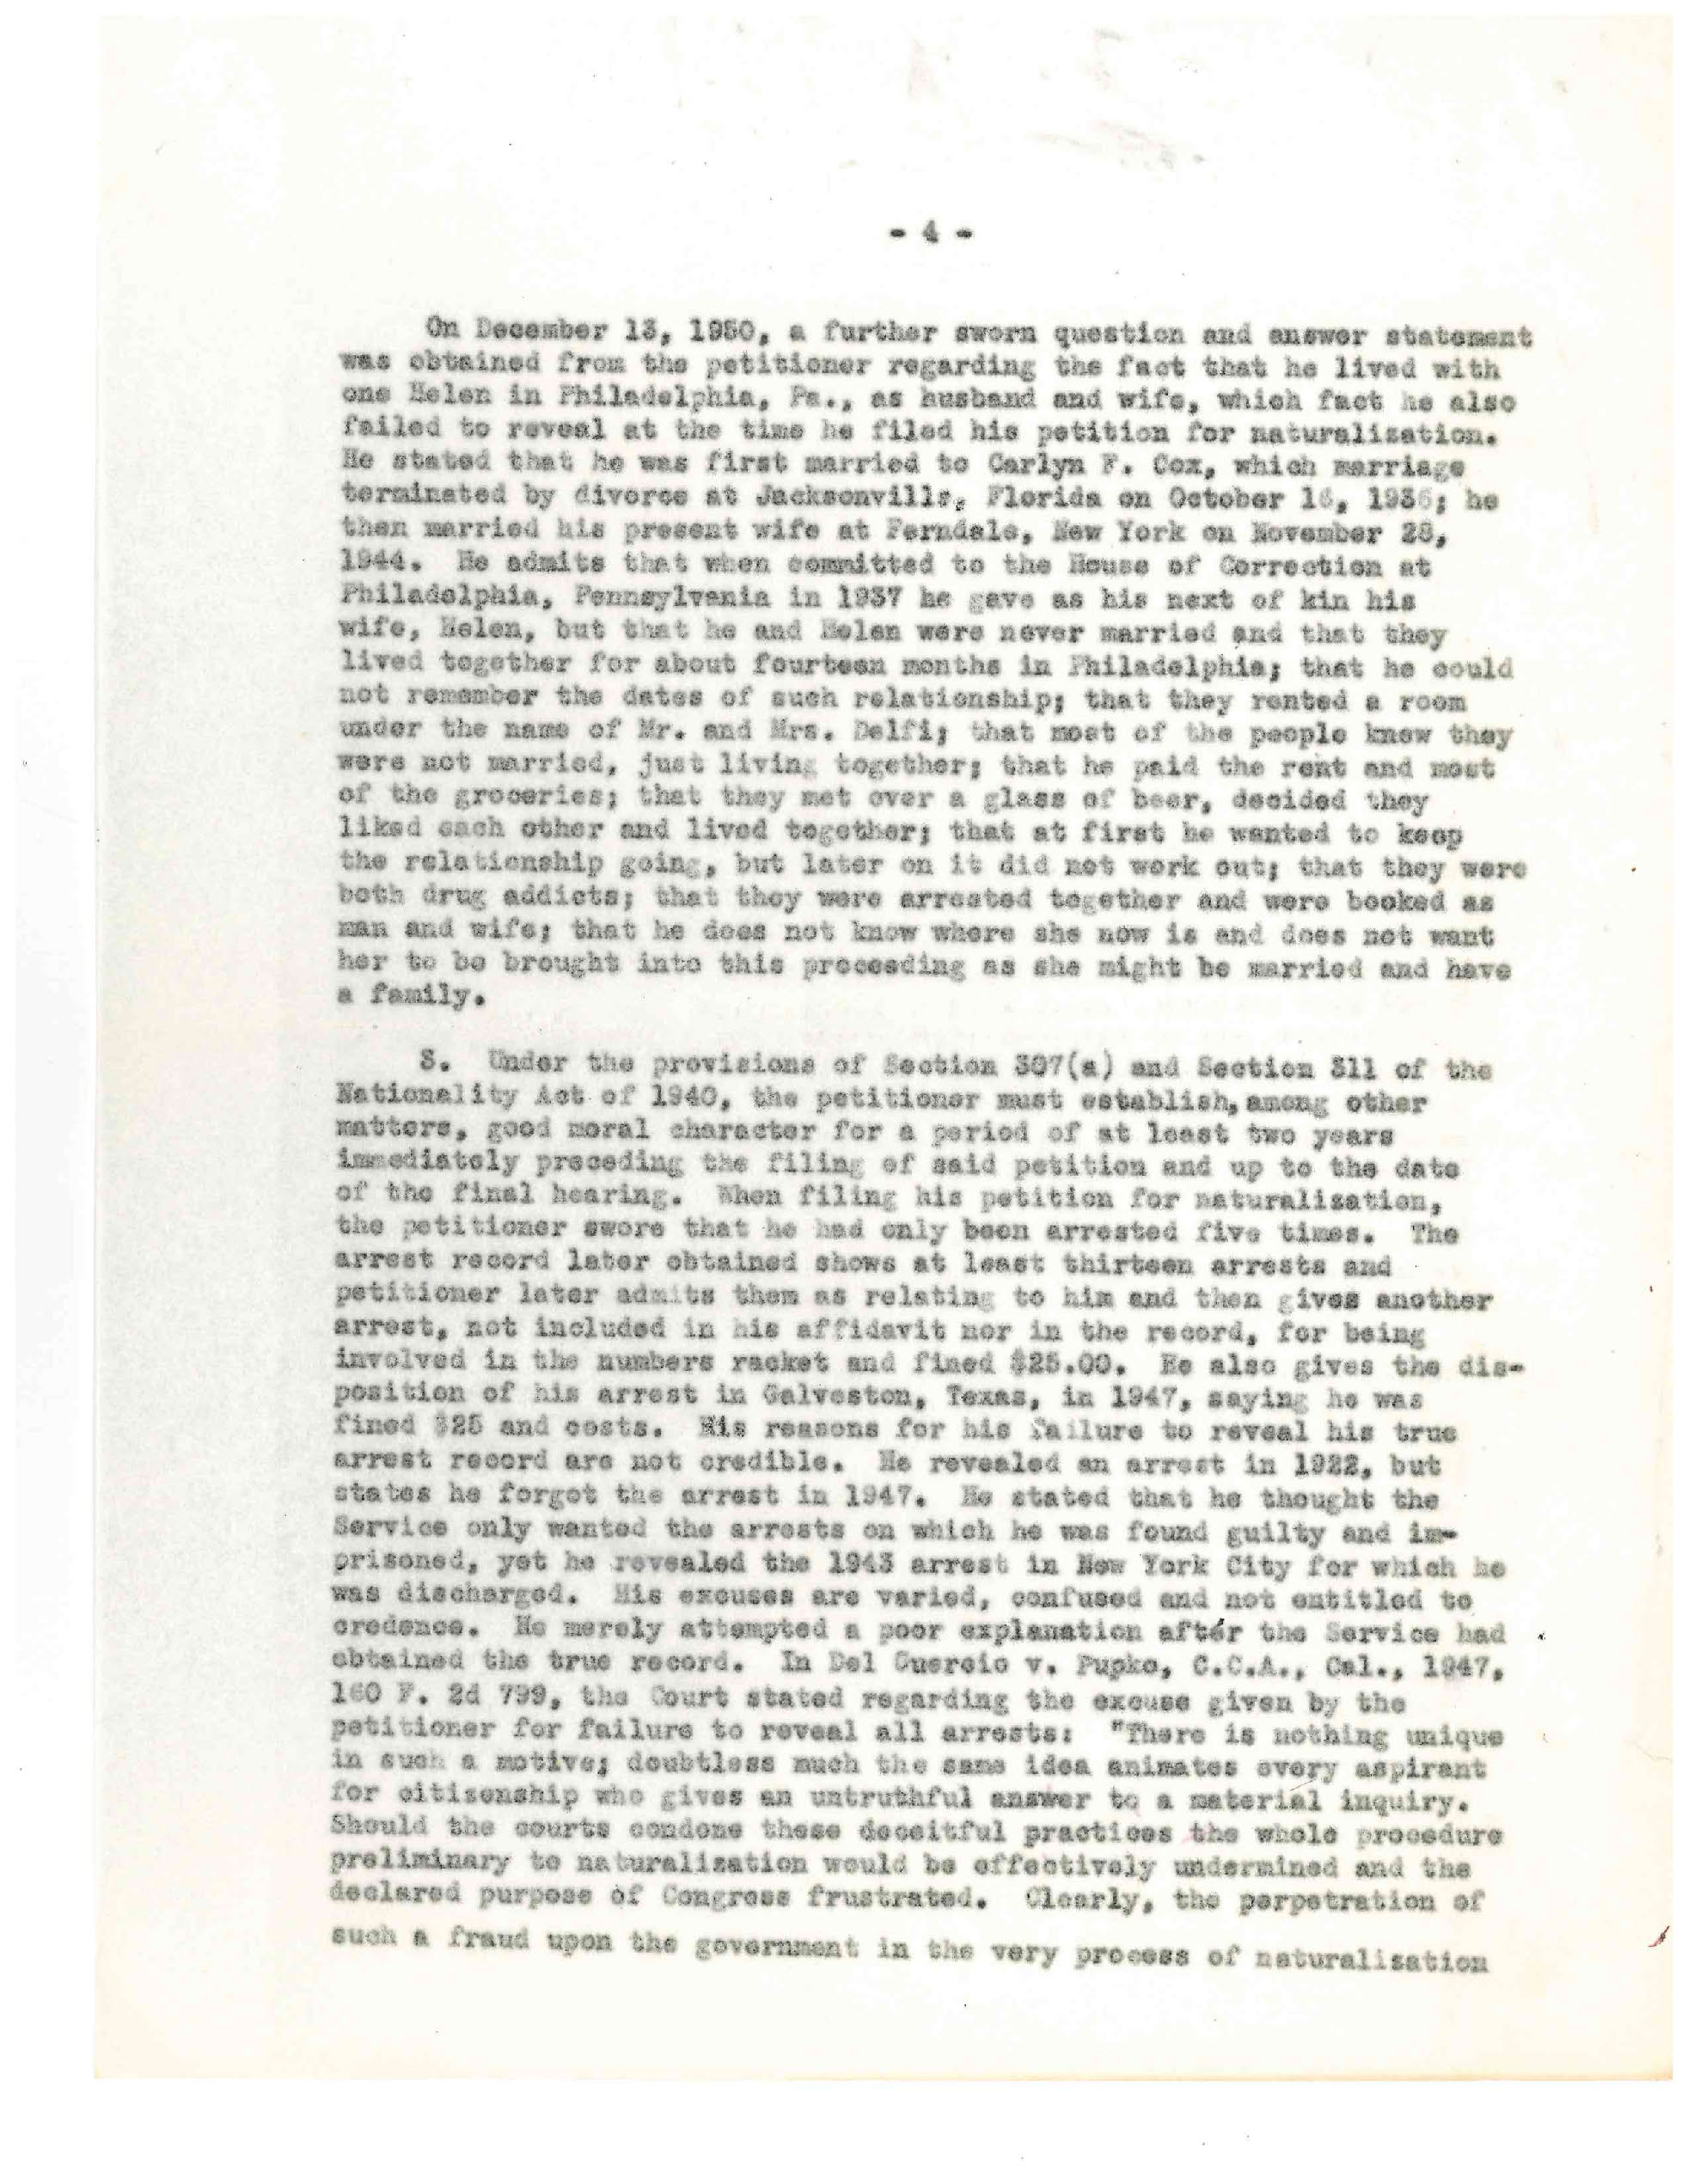 - 4 -
On December 13, 1950, a further sworn question and answer statement
was obtained from the petitioner regarding the fact that he lived with
one Helen in Philadelphia, Pa., as husband and wife, which fact he also
failed to reveal at the time he filed his petition for naturalization.
He stated that he was first married to Carlyn F. Cox, which marriage
terminated by divorce at Jacksonville, Florida on October 16, 1936; he
then married his present wife at Ferndale, New York on November 28,
1944. He admits that when committed to the House of Correction at
Philadelphia, Pennsylvania in 1937 he gave as his next of kin his
wife, Helen, but that he and Helen were never married and that they
lived together for about fourteen months in Philadelphia; that he could
not remember the dates of such relationship; that they rented a room
under the name of Mr. and Mrs. Delfi; that most of the people knew they
were not married, just living together; that he paid the rent and most
of the groceries; that they met over a glass of beer, decided they
liked each other and lived together; that at first he wanted to keep
the relationship going, but later on it did not work out; that they were
both drug addicts; that they were arrested together and were booked as
man and wife; that he does not know where she now is and does not want
her to be brought into this proceeding as she might be married and have
a family.
3. Under the provisions of Section 307(a) and Section 311 of the
Nationality Act of 1940, the petitioner must establish, among other
matters, good moral character for a period of at least two years
immediately preceding the filing of said petition and up to the date
of the final hearing. When filing his petition for naturalization,
the petitioner swore that he had only been arrested five times. The
arrest record later obtained shows at least thirteen arrests and
petitioner later admits them as relating to him and then gives another
arrest, not included in his affidavit nor in the record, for being
involved in the numbers racket and fined $25.00. He also gives the dis-
position of his arrest in Galveston, Texas, in 1947, saying he was
fined $25 and costs. His reasons for his failure to reveal his true
arrest record are not credible. He revealed an arrest in 1922, but
states he forgot the arrest in 1947. He stated that he thought the
Service only wanted the arrests on which he was found guilty and im-
prisoned, yet he revealed the 1943 arrest in New York City for which he
was discharged. His excuses are varied, confused and not entitled to
credence. He merely attempted a poor explanation after the Service had
obtained the true record. In Del Guercio v. Pupko, C.C.A., Cal., 1947,
160 F. 2d 799, the Court stated regarding the excuse given by the
petitioner for failure to reveal all arrests: "There is nothing unique
in such a motive; doubtless much the same idea animates every aspirant
for citizenship who gives an untruthful answer to a material inquiry.
Should the courts condone these deceitful practices the whole procedure
preliminary to naturalization would be effectively undermined and the
declared purpose of Congress frustrated. Clearly, the perpetration of
such a fraud upon the government in the very process of naturalization